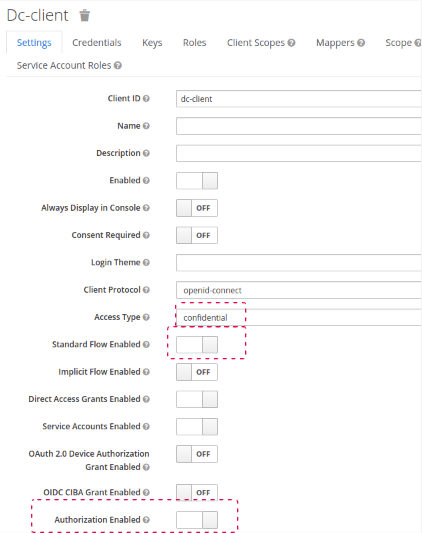 Dc-client
Settings Credentials Keys Roles Client Scopes Mappers Scope
Service Account Roles
Client ID dc-client
Name
Description
Enabled
Always Display in Console OFF
Consent Required OFF
Login Theme
Client Protocol openid-connect
Access Type confidential
Standard Flow Enabled
Implicit Flow Enabled OFF
Direct Access Grants Enabled
Service Accounts Enabled
OAuth 2.0 Device Authorization OFF
Grant Enabled
OIDC CIBA Grant Enabled OFF
Authorization Enabled